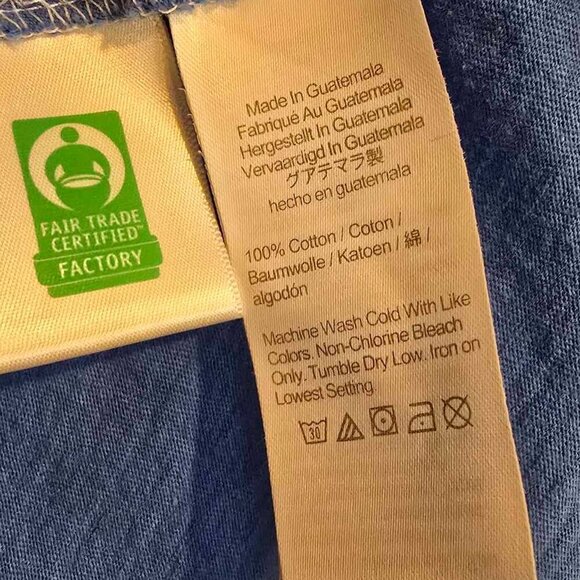 FAIR TRADE
CERTIFIED™
FACTORY
Made In Guatemala
Fabriqué Au Guatemala
Hergestellt In Guatemala
Vervaardigd In Guatemala
グアテマラ製
hecho en guatemala
100% Cotton / Coton /
Baumwolle / Katoen / 綿 /
algodón
Machine Wash Cold With Like
Colors. Non-Chlorine Bleach
Only. Tumble Dry Low. Iron on
Lowest Setting.
30